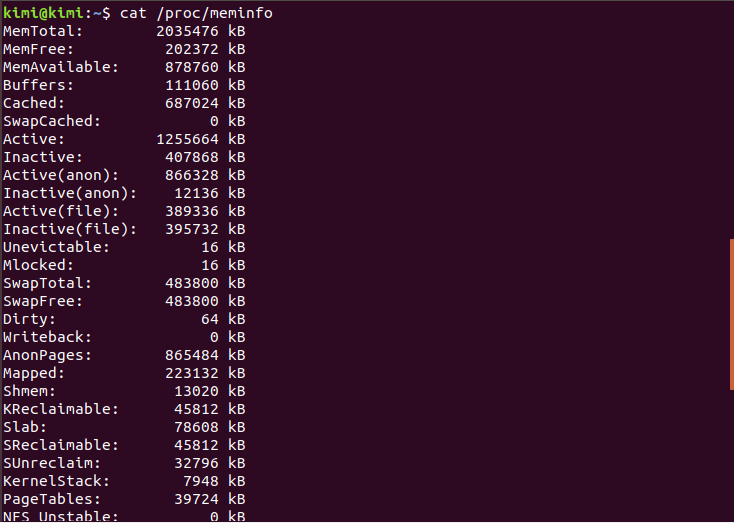 kimi@kimi:~$ cat /proc/meminfo
MemTotal:        2035476 kB
MemFree:          202372 kB
MemAvailable:     878760 kB
Buffers:          111060 kB
Cached:           687024 kB
SwapCached:            0 kB
Active:          1255664 kB
Inactive:         407868 kB
Active(anon):     866328 kB
Inactive(anon):    12136 kB
Active(file):     389336 kB
Inactive(file):   395732 kB
Unevictable:          16 kB
Mlocked:              16 kB
SwapTotal:        483800 kB
SwapFree:         483800 kB
Dirty:                64 kB
Writeback:             0 kB
AnonPages:        865484 kB
Mapped:           223132 kB
Shmem:             13020 kB
KReclaimable:      45812 kB
Slab:              78608 kB
SReclaimable:      45812 kB
SUnreclaim:        32796 kB
KernelStack:        7948 kB
PageTables:        39724 kB
NFS_Unstable:          0 kB